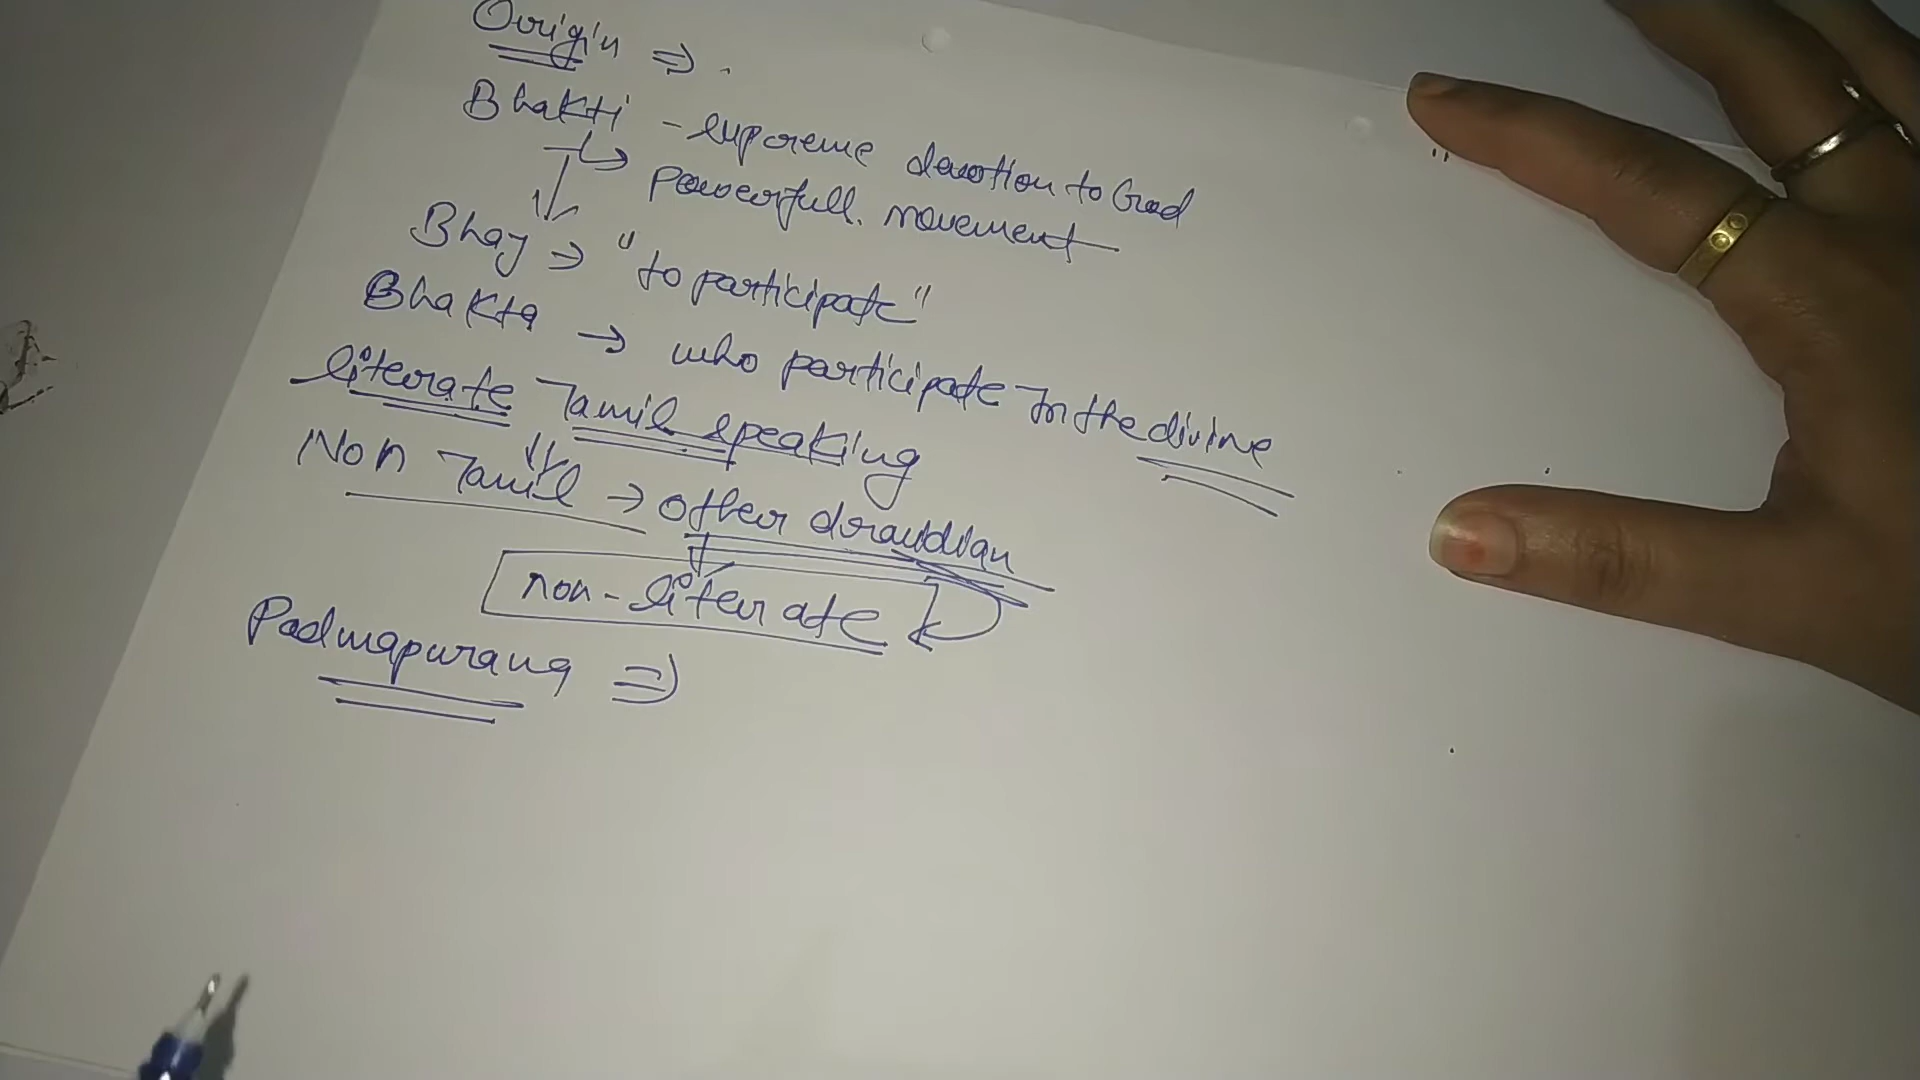 Origin ⇒ .
Bhakti - supreme devotion to God
↳ Powerfull. movement
Bhaj ⇒ "to participate"
Bhakta → who participate In the divine
literate Tamil speaking
Non Tamil → other dravidian
non-literate
Padmapurana ⇒